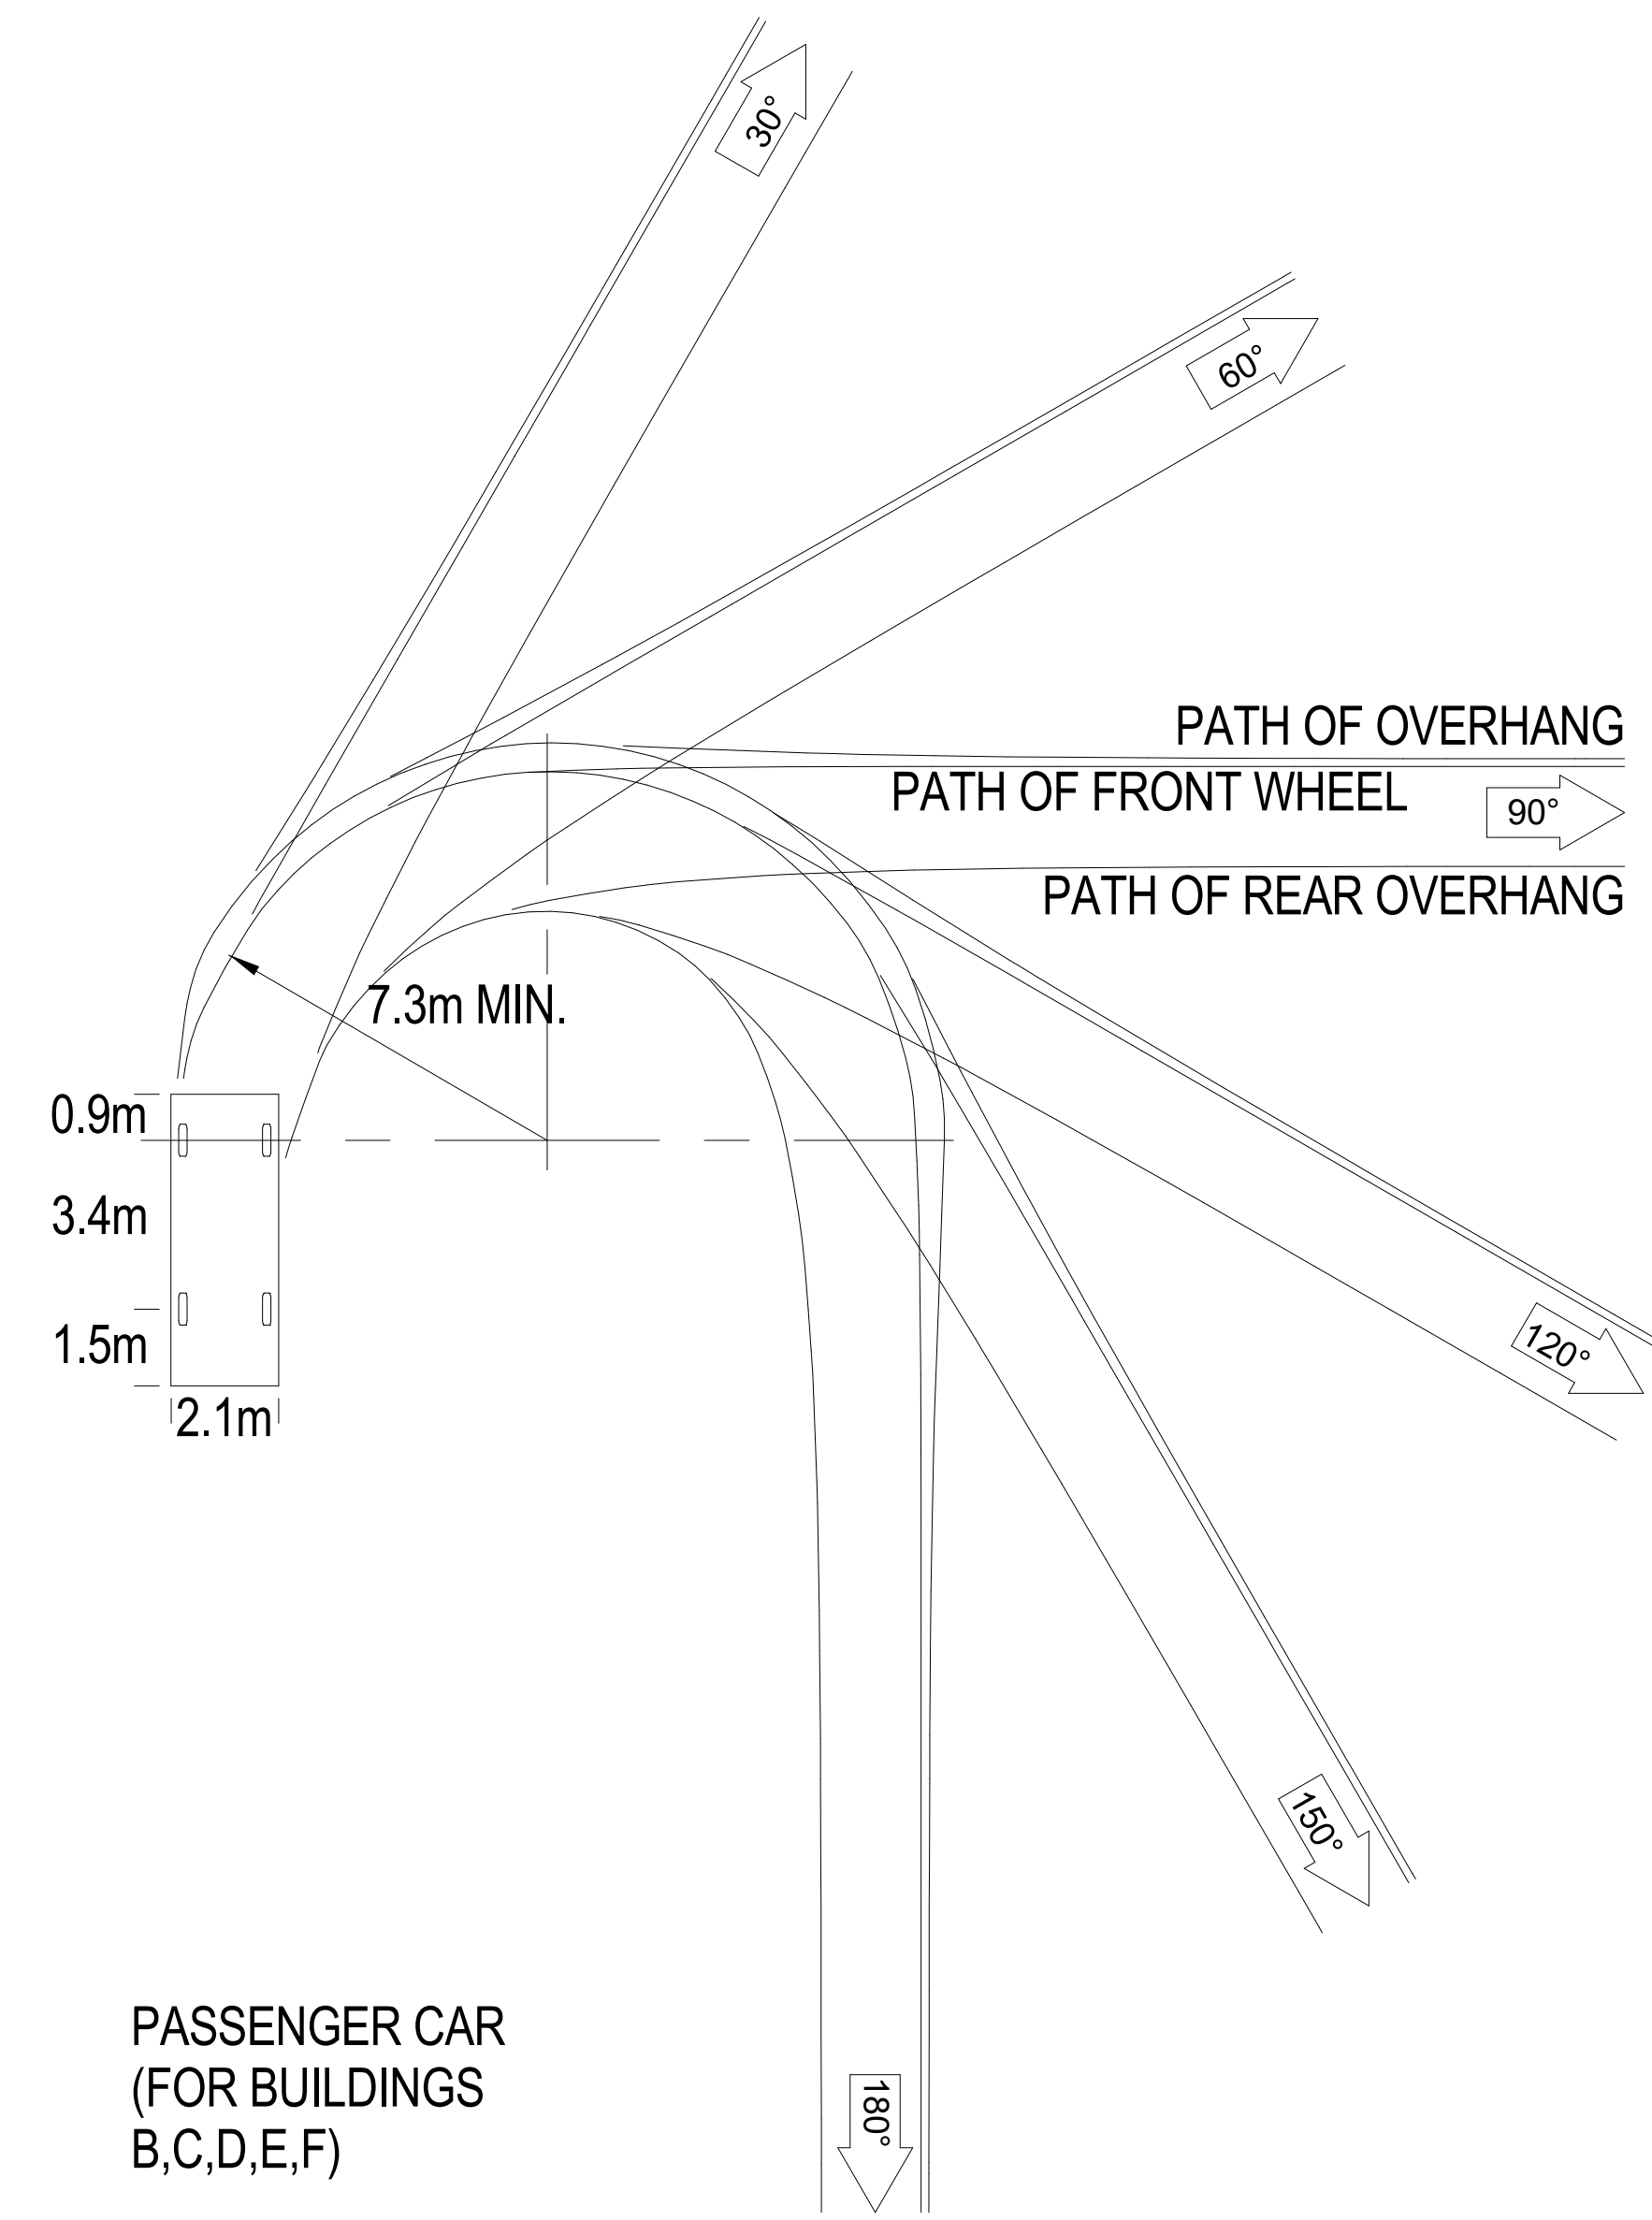 30°
60°
PATH OF OVERHANG
PATH OF FRONT WHEEL
90°
PATH OF REAR OVERHANG
7.3m MIN.
0.9m
3.4m
1.5m
2.1m
120°
150°
180°
PASSENGER CAR
(FOR BUILDINGS
B,C,D,E,F)